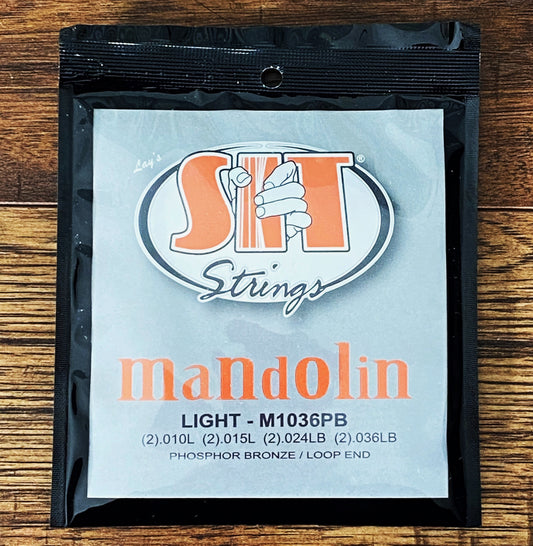 Lay's
SIT®
Strings
mandolin
LIGHT - M1036PB
(2).010L (2).015L (2).024LB (2).036LB
PHOSPHOR BRONZE / LOOP END